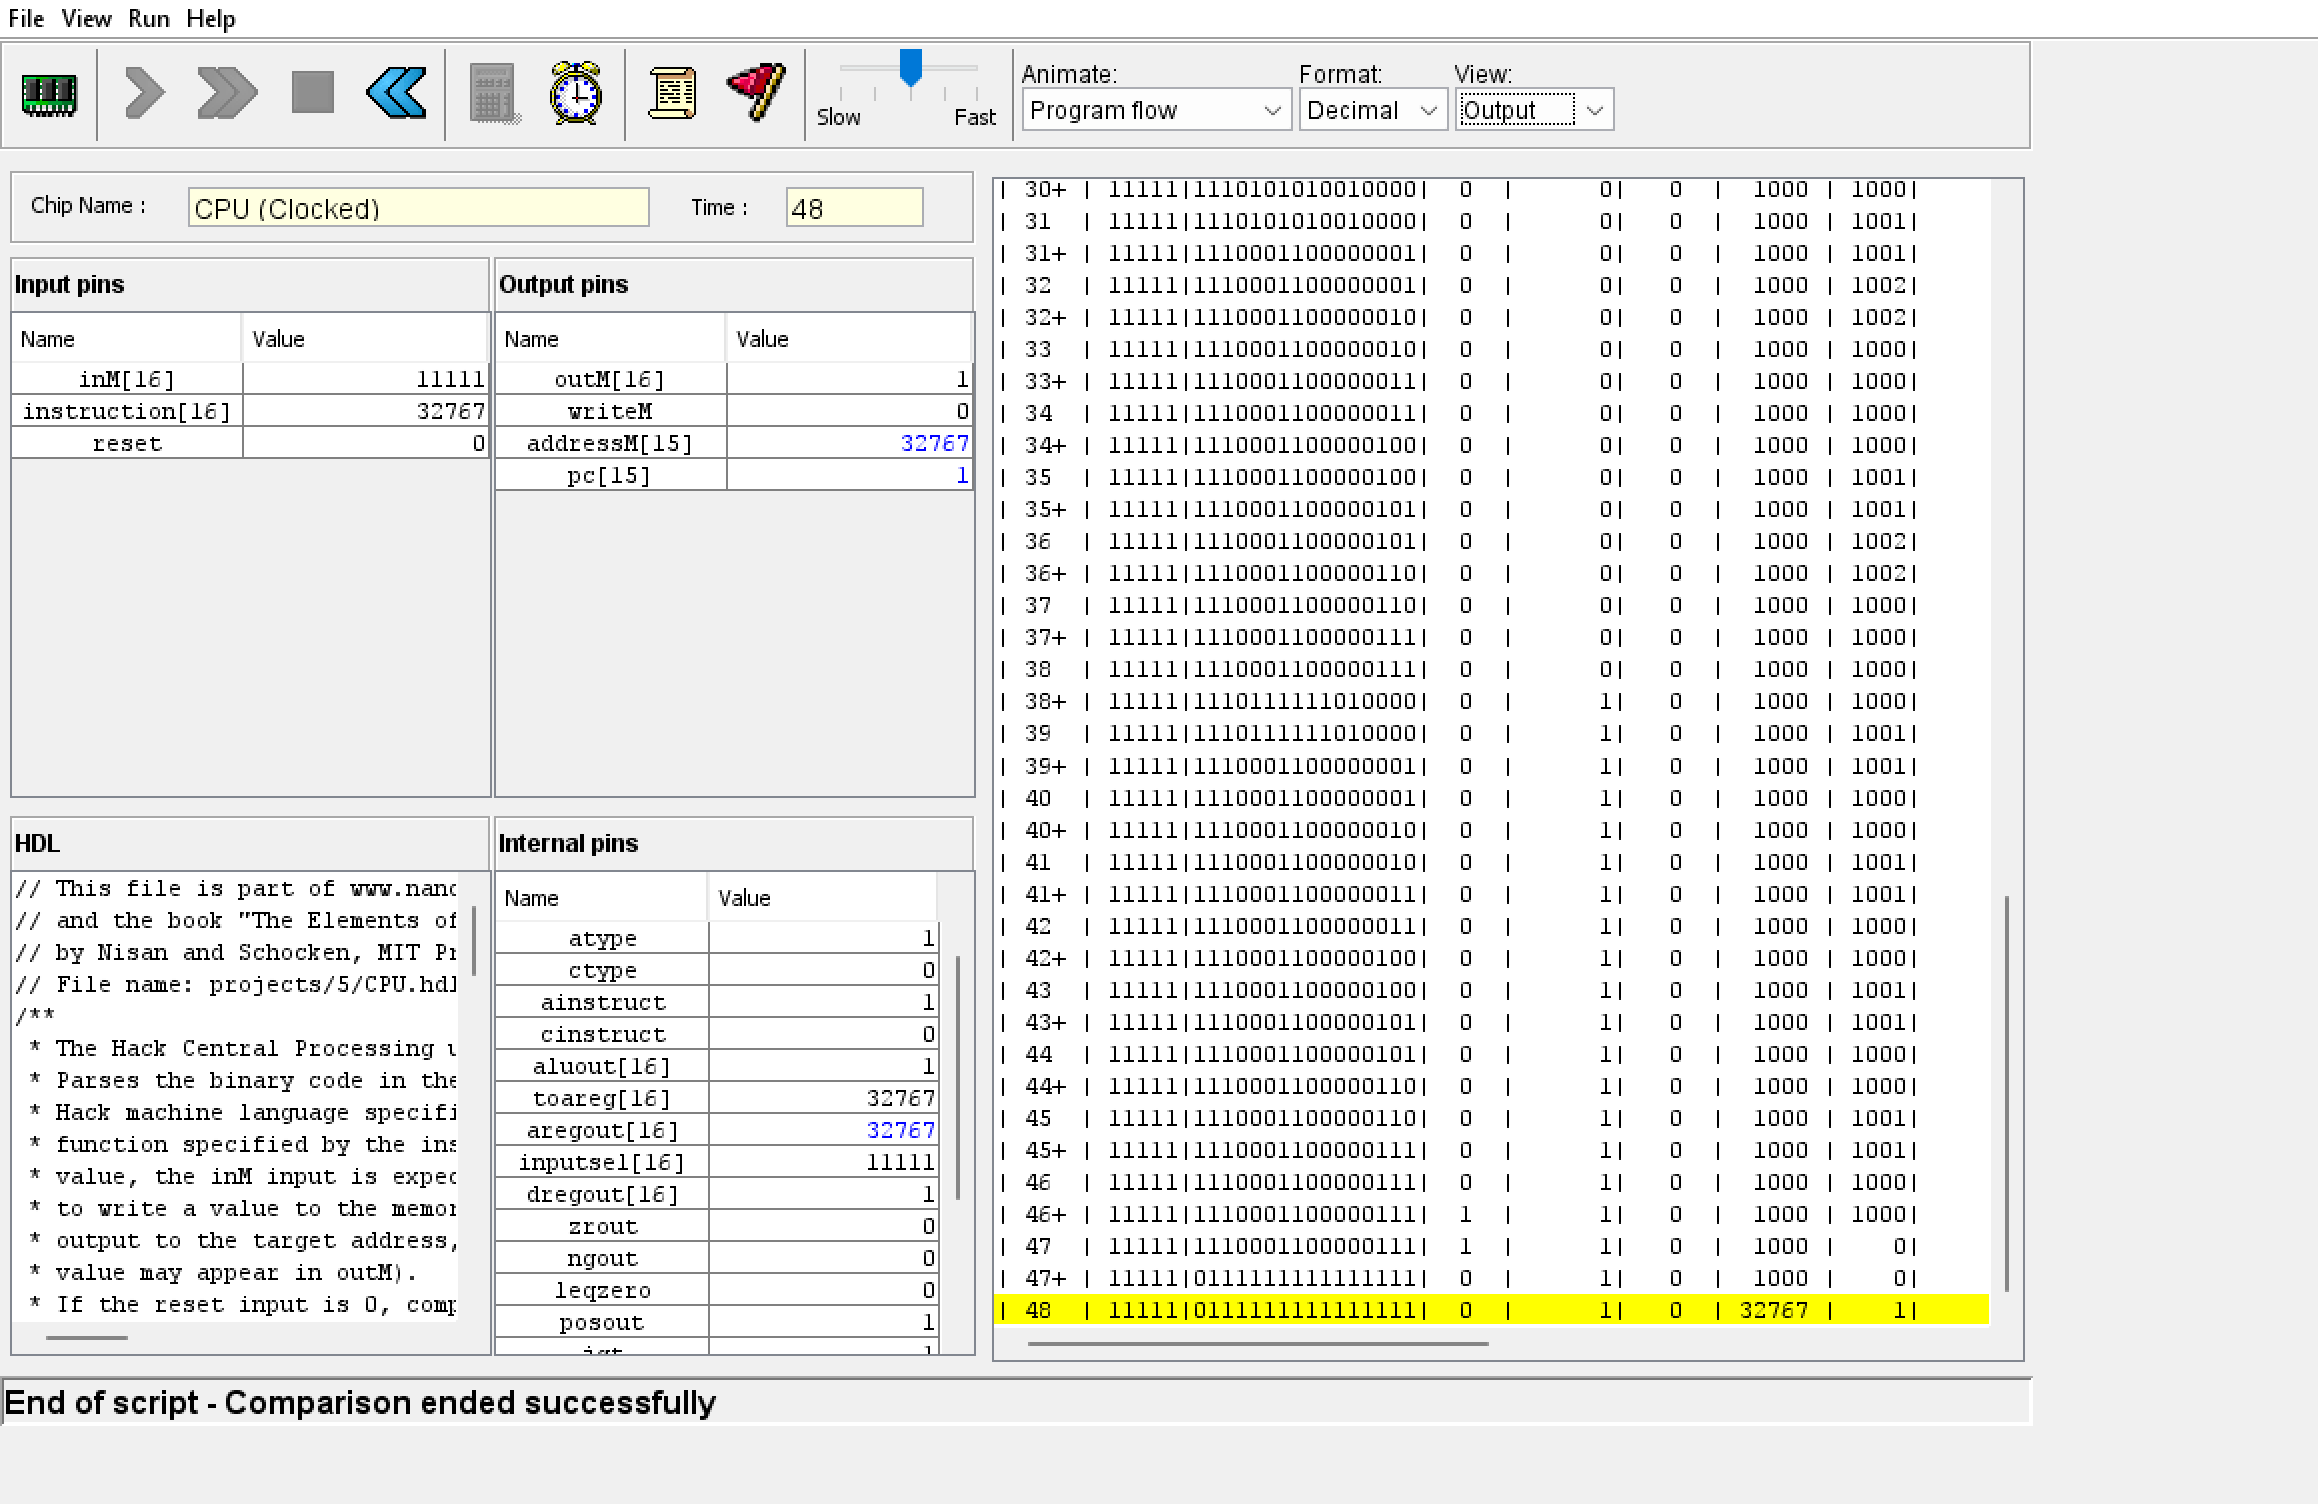 File View Run Help
Slow Fast
Animate: Format: View:
Program flow Decimal Output
Chip Name : CPU (Clocked) Time : 48
Input pins
Name Value
inM[16] 11111
instruction[16] 32767
reset 0
Output pins
Name Value
outM[16] 1
writeM 0
addressM[15] 32767
pc[15] 1
HDL
// This file is part of www.nand
// and the book "The Elements of
// by Nisan and Schocken, MIT Pr
// File name: projects/5/CPU.hdl
/**
* The Hack Central Processing u
* Parses the binary code in the
* Hack machine language specifi
* function specified by the ins
* value, the inM input is expec
* to write a value to the memor
* output to the target address,
* value may appear in outM).
* If the reset input is 0, comp
Internal pins
Name Value
atype 1
ctype 0
ainstruct 1
cinstruct 0
aluout[16] 1
toareg[16] 32767
aregout[16] 32767
inputsel[16] 11111
dregout[16] 1
zrout 0
ngout 0
leqzero 0
posout 1
jgt 1
| 30+ | 11111|1110101010010000| 0 | 0| 0 | 1000 | 1000|
| 31 | 11111|1110101010010000| 0 | 0| 0 | 1000 | 1001|
| 31+ | 11111|1110001100000001| 0 | 0| 0 | 1000 | 1001|
| 32 | 11111|1110001100000001| 0 | 0| 0 | 1000 | 1002|
| 32+ | 11111|1110001100000010| 0 | 0| 0 | 1000 | 1002|
| 33 | 11111|1110001100000010| 0 | 0| 0 | 1000 | 1000|
| 33+ | 11111|1110001100000011| 0 | 0| 0 | 1000 | 1000|
| 34 | 11111|1110001100000011| 0 | 0| 0 | 1000 | 1000|
| 34+ | 11111|1110001100000100| 0 | 0| 0 | 1000 | 1000|
| 35 | 11111|1110001100000100| 0 | 0| 0 | 1000 | 1001|
| 35+ | 11111|1110001100000101| 0 | 0| 0 | 1000 | 1001|
| 36 | 11111|1110001100000101| 0 | 0| 0 | 1000 | 1002|
| 36+ | 11111|1110001100000110| 0 | 0| 0 | 1000 | 1002|
| 37 | 11111|1110001100000110| 0 | 0| 0 | 1000 | 1000|
| 37+ | 11111|1110001100000111| 0 | 0| 0 | 1000 | 1000|
| 38 | 11111|1110001100000111| 0 | 0| 0 | 1000 | 1000|
| 38+ | 11111|1110111111010000| 0 | 1| 0 | 1000 | 1000|
| 39 | 11111|1110111111010000| 0 | 1| 0 | 1000 | 1001|
| 39+ | 11111|1110001100000001| 0 | 1| 0 | 1000 | 1001|
| 40 | 11111|1110001100000001| 0 | 1| 0 | 1000 | 1000|
| 40+ | 11111|1110001100000010| 0 | 1| 0 | 1000 | 1000|
| 41 | 11111|1110001100000010| 0 | 1| 0 | 1000 | 1001|
| 41+ | 11111|1110001100000011| 0 | 1| 0 | 1000 | 1001|
| 42 | 11111|1110001100000011| 0 | 1| 0 | 1000 | 1000|
| 42+ | 11111|1110001100000100| 0 | 1| 0 | 1000 | 1000|
| 43 | 11111|1110001100000100| 0 | 1| 0 | 1000 | 1001|
| 43+ | 11111|1110001100000101| 0 | 1| 0 | 1000 | 1001|
| 44 | 11111|1110001100000101| 0 | 1| 0 | 1000 | 1000|
| 44+ | 11111|1110001100000110| 0 | 1| 0 | 1000 | 1000|
| 45 | 11111|1110001100000110| 0 | 1| 0 | 1000 | 1001|
| 45+ | 11111|1110001100000111| 0 | 1| 0 | 1000 | 1001|
| 46 | 11111|1110001100000111| 0 | 1| 0 | 1000 | 1000|
| 46+ | 11111|1110001100000111| 1 | 1| 0 | 1000 | 1000|
| 47 | 11111|1110001100000111| 1 | 1| 0 | 1000 | 0|
| 47+ | 11111|0111111111111111| 0 | 1| 0 | 1000 | 0|
| 48 | 11111|0111111111111111| 0 | 1| 0 | 32767 | 1|
End of script - Comparison ended successfully